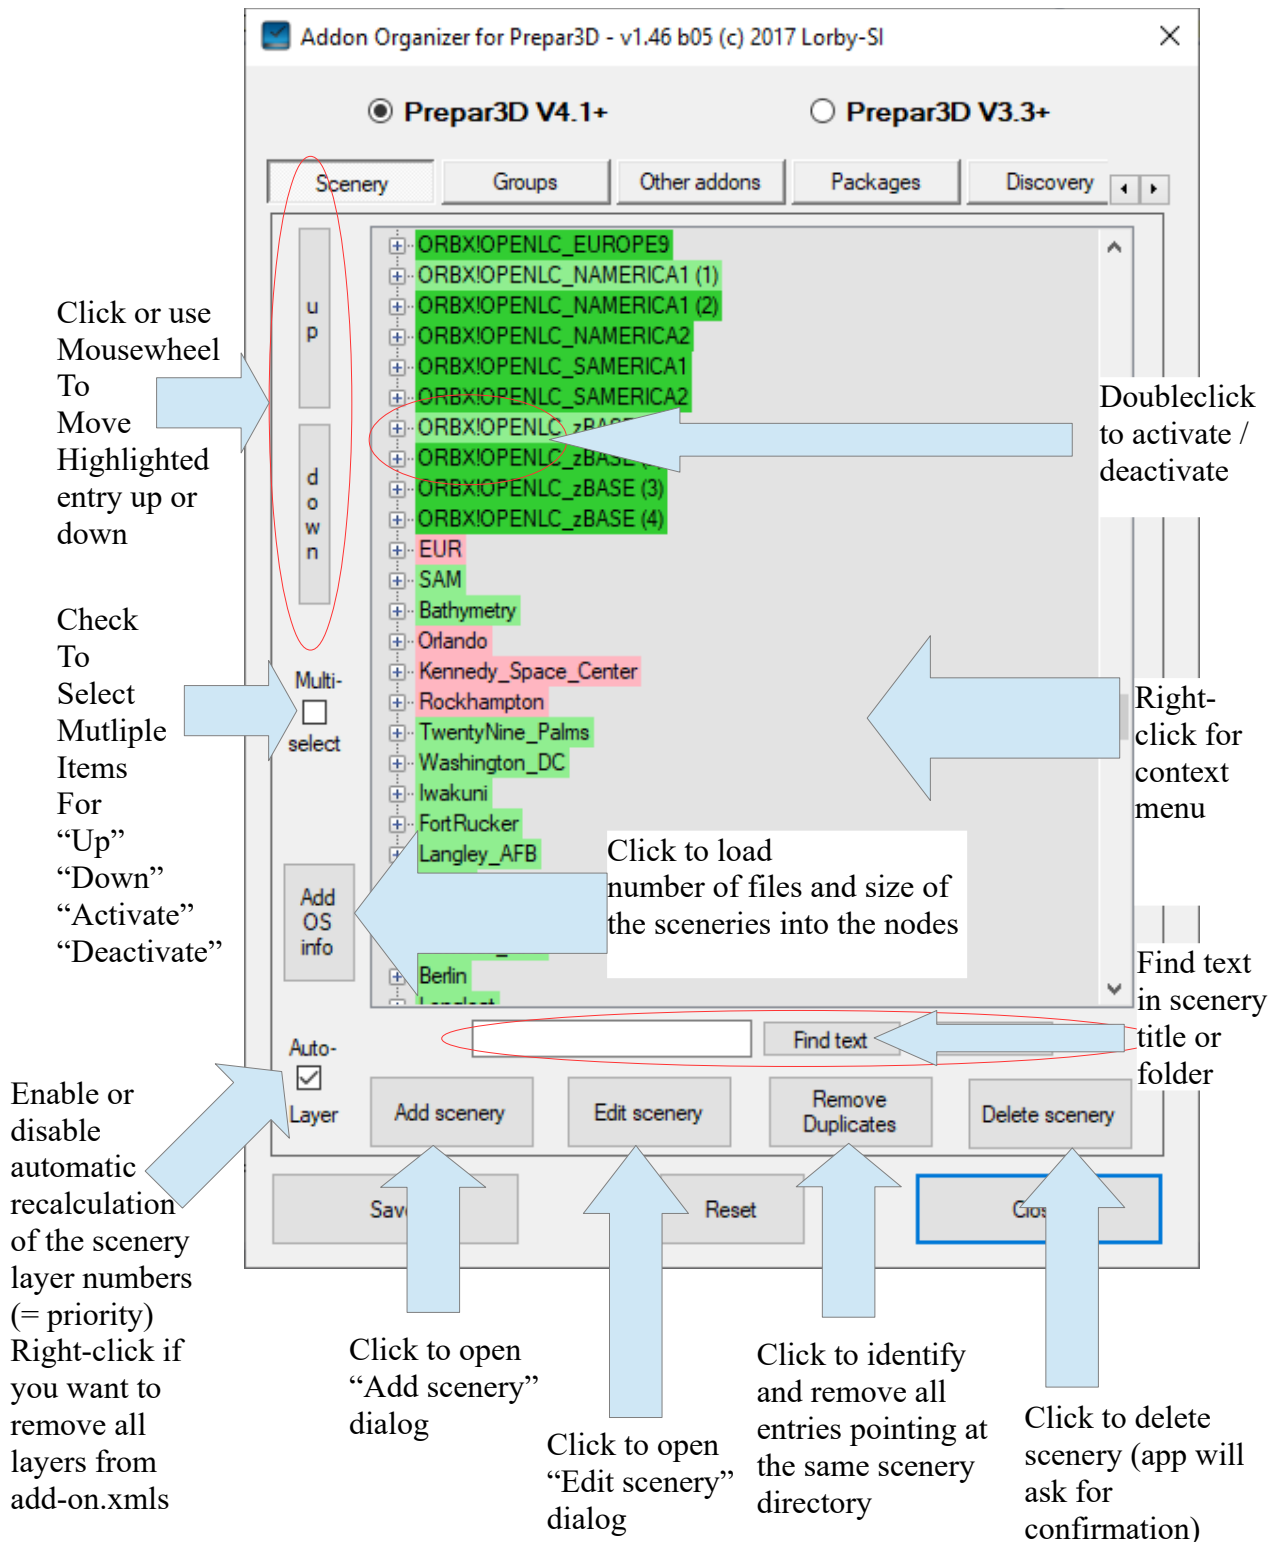 Addon Organizer for Prepar3D - v1.46 b05 (c) 2017 Lorby-SI
Prepar3D V4.1+
Prepar3D V3.3+
Scenery
Groups
Other addons
Packages
Discovery
up
down
ORBX!OPENLC_EUROPE9
ORBX!OPENLC_NAMERICA1 (1)
ORBX!OPENLC_NAMERICA1 (2)
ORBX!OPENLC_NAMERICA2
ORBX!OPENLC_SAMERICA1
ORBX!OPENLC_SAMERICA2
ORBX!OPENLC_zBASE
ORBX!OPENLC_zBASE
ORBX!OPENLC_zBASE (3)
ORBX!OPENLC_zBASE (4)
EUR
SAM
Bathymetry
Orlando
Kennedy_Space_Center
Rockhampton
TwentyNine_Palms
Washington_DC
Iwakuni
FortRucker
Langley_AFB
Berlin
Click or use
Mousewheel
To
Move
Highlighted
entry up or
down
Doubleclick
to activate /
deactivate
Check
To
Select
Mutliple
Items
For
“Up”
“Down”
“Activate”
“Deactivate”
Multi-
select
Right-
click for
context
menu
Click to load
number of files and size of
the sceneries into the nodes
Add
OS
info
Find text
in scenery
title or
folder
Find text
Auto-
Layer
Add scenery
Edit scenery
Remove
Duplicates
Delete scenery
Save
Reset
Close
Enable or
disable
automatic
recalculation
of the scenery
layer numbers
(= priority)
Right-click if
you want to
remove all
layers from
add-on.xmls
Click to open
“Add scenery”
dialog
Click to open
“Edit scenery”
dialog
Click to identify
and remove all
entries pointing at
the same scenery
directory
Click to delete
scenery (app will
ask for
confirmation)